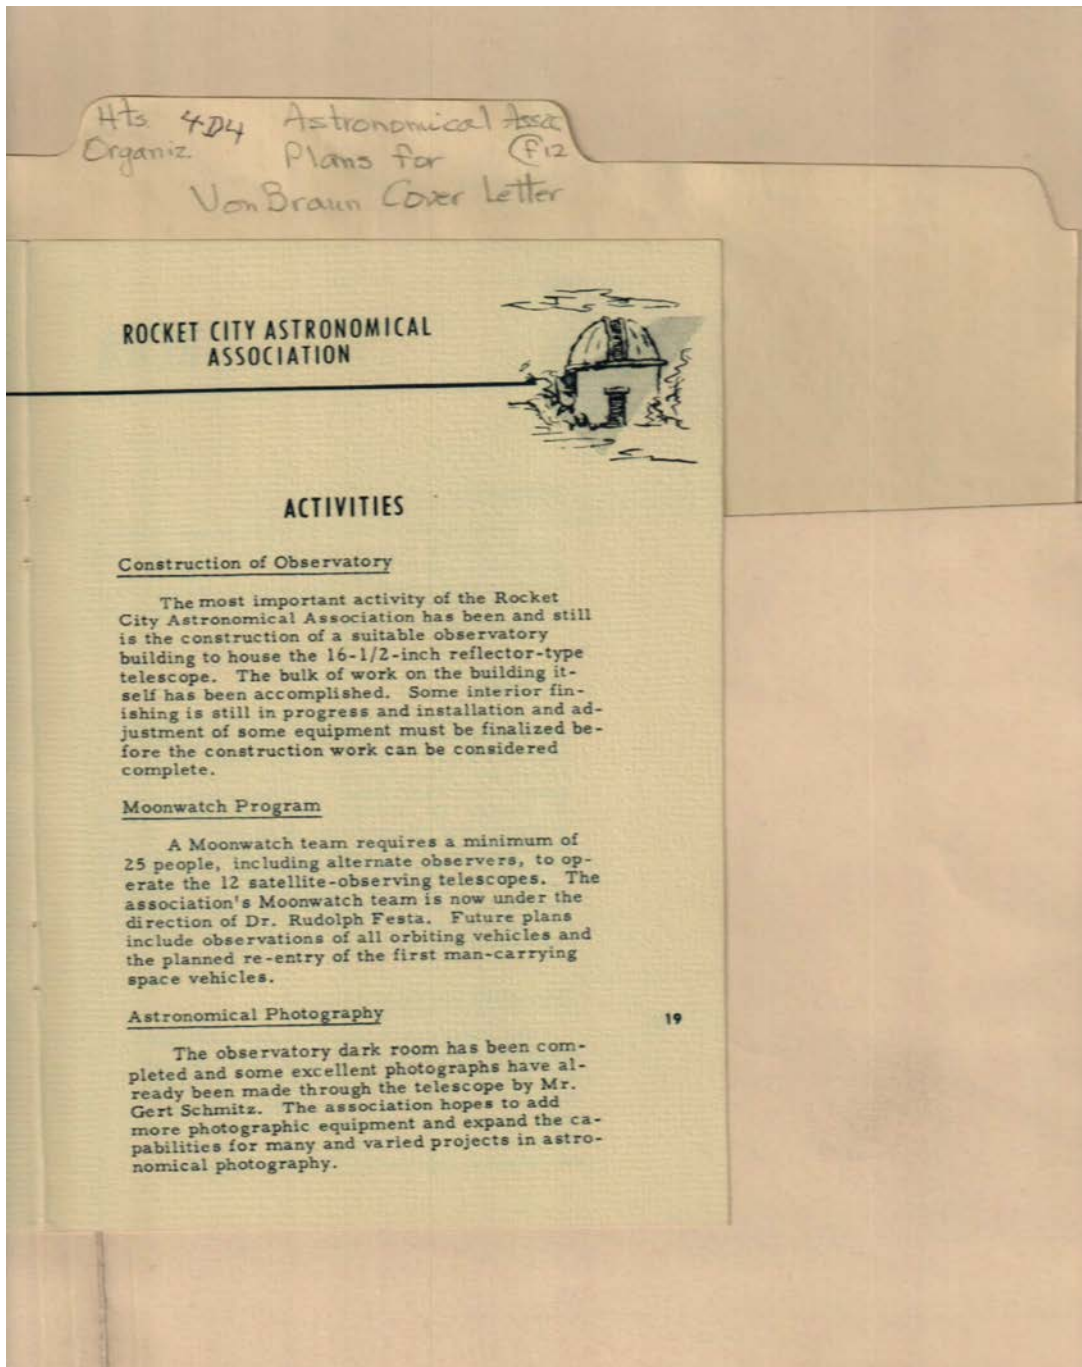 Hts. 4D4 Astronomical Assoc
Organiz. Plans for F12
Von Braun Cover Letter
ROCKET CITY ASTRONOMICAL
ASSOCIATION
ACTIVITIES
Construction of Observatory
The most important activity of the Rocket
City Astronomical Association has been and still
is the construction of a suitable observatory
building to house the 16-1/2-inch reflector-type
telescope. The bulk of work on the building it-
self has been accomplished. Some interior fin-
ishing is still in progress and installation and ad-
justment of some equipment must be finalized be-
fore the construction work can be considered
complete.
Moonwatch Program
A Moonwatch team requires a minimum of
25 people, including alternate observers, to op-
erate the 12 satellite-observing telescopes. The
association's Moonwatch team is now under the
direction of Dr. Rudolph Festa. Future plans
include observations of all orbiting vehicles and
the planned re-entry of the first man-carrying
space vehicles.
Astronomical Photography
19
The observatory dark room has been com-
pleted and some excellent photographs have al-
ready been made through the telescope by Mr.
Gert Schmitz. The association hopes to add
more photographic equipment and expand the ca-
pabilities for many and varied projects in astro-
nomical photography.